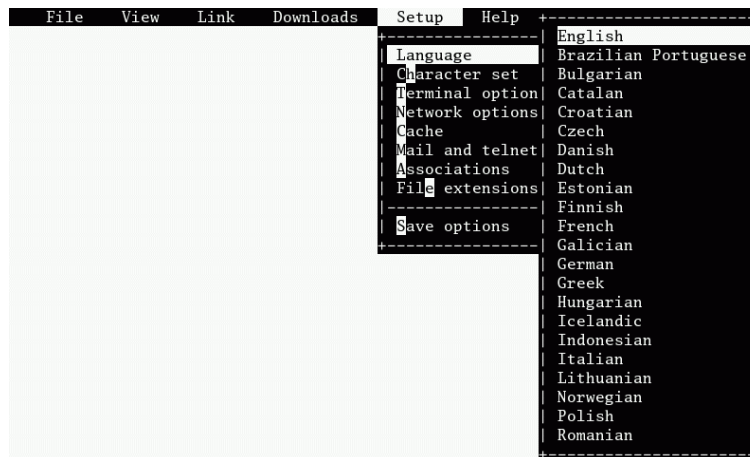 File View Link Downloads Setup Help
Language
Character set
Terminal option
Network options
Cache
Mail and telnet
Associations
File extensions
Save options
English
Brazilian Portuguese
Bulgarian
Catalan
Croatian
Czech
Danish
Dutch
Estonian
Finnish
French
Galician
German
Greek
Hungarian
Icelandic
Indonesian
Italian
Lithuanian
Norwegian
Polish
Romanian